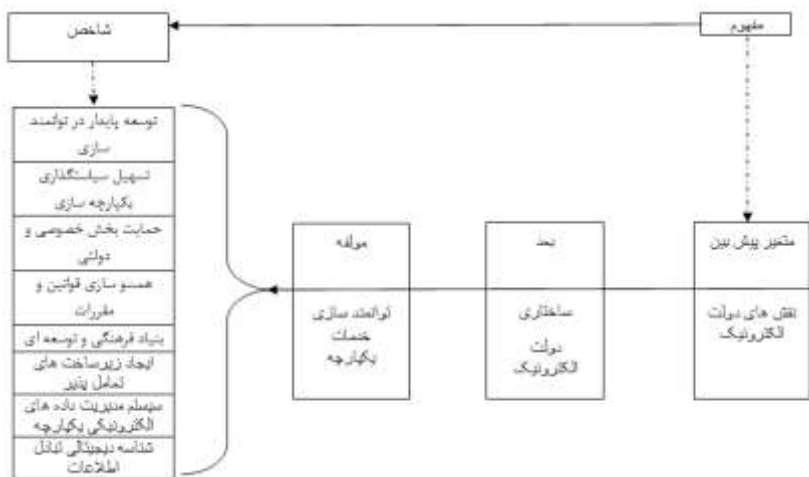 مفهوم
شاخص
متغیر پیش بین
نقش های دولت
الکترونیک
بعد
ساختاری
دولت
الکترونیک
مولفه
توانمند سازی
خدمات
یکپارچه
توسعه پایدار در توانمند
سازی
تسهیل سیاستگذاری
یکپارچه سازی
حمایت بخش خصوصی و
دولتی
همسو سازی قوانین و
مقررات
بنیاد فرهنگی و توسعه ای
ایجاد زیرساخت های
تعامل پذیر
سیستم مدیریت داده های
الکترونیکی یکپارچه
شناسه دیجیتالی تبادل
اطلاعات